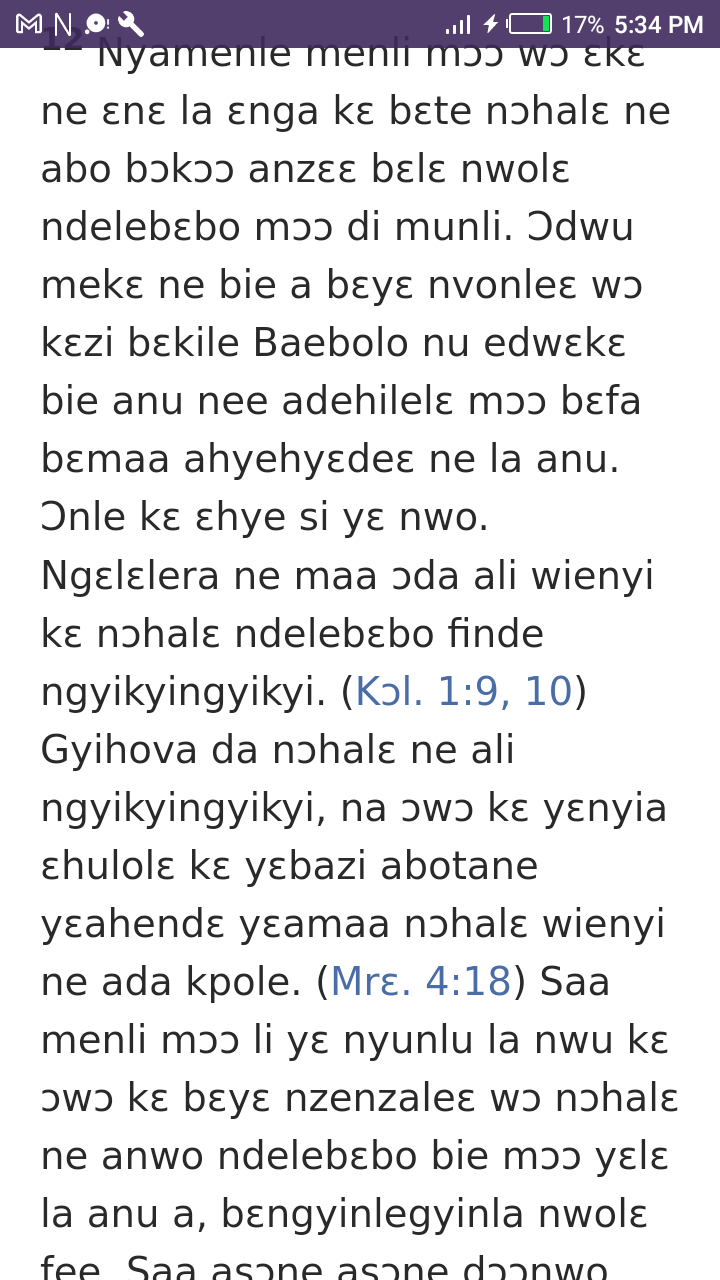 17% 5:34 PM
12 Nyamenle menli mɔɔ wɔ ɛkɛ
ne ɛnɛ la ɛnga kɛ bɛte nɔhalɛ ne
abo bɔkɔɔ anzɛɛ bɛlɛ nwolɛ
ndelebɛbo mɔɔ di munli. Ɔdwu
mekɛ ne bie a bɛyɛ nvonleɛ wɔ
kɛzi bɛkile Baebolo nu edwɛkɛ
bie anu nee adehilelɛ mɔɔ bɛfa
bɛmaa ahyehyɛdeɛ ne la anu.
Ɔnle kɛ ɛhye si yɛ nwo.
Ngɛlɛlera ne maa ɔda ali wienyi
kɛ nɔhalɛ ndelebɛbo finde
ngyikyingyikyi. (Kɔl. 1:9, 10)
Gyihova da nɔhalɛ ne ali
ngyikyingyikyi, na ɔwɔ kɛ yɛnyia
ɛhulolɛ kɛ yɛbazi abotane
yɛahendɛ yɛamaa nɔhalɛ wienyi
ne ada kpole. (Mrɛ. 4:18) Saa
menli mɔɔ li yɛ nyunlu la nwu kɛ
ɔwɔ kɛ bɛyɛ nzenzaleɛ wɔ nɔhalɛ
ne anwo ndelebɛbo bie mɔɔ yɛlɛ
la anu a, bɛngyinlegyinla nwolɛ
fee. Saa asɔne asɔne dɔɔnwo